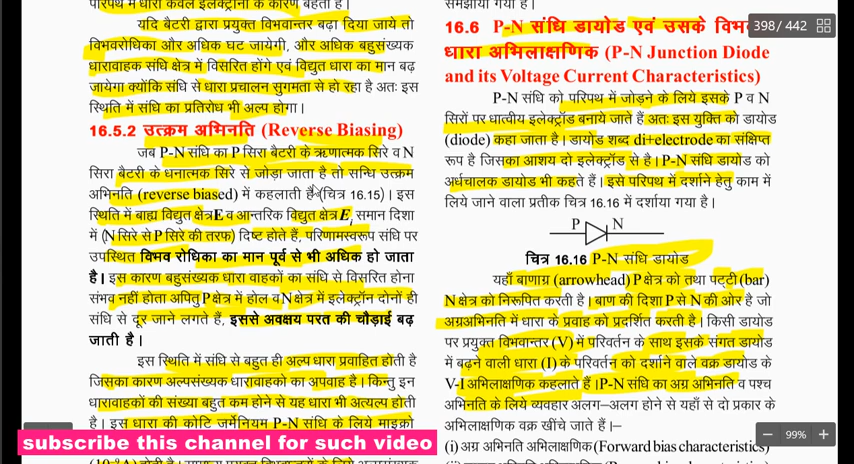 परिपथ में धारा केवल इलेक्ट्रॉनों के कारण बहती है।
यदि बैटरी द्वारा प्रयुक्त विभवान्तर बढ़ा दिया जाये तो
विभवरोधिका और अधिक घट जायेगी, और अधिक बहुसंख्यक
धारावाहक संधि क्षेत्र में विसरित होंगे एवं विद्युत धारा का मान बढ़
जायेगा क्योंकि संधि से धारा प्रचालन सुगमता से हो रहा है अतः इस
स्थिति में संधि का प्रतिरोध भी अल्प होगा।
16.5.2 उत्क्रम अभिनति (Reverse Biasing)
जब P-N संधि का P सिरा बैटरी के ऋणात्मक सिरे व N
सिरा बैटरी के धनात्मक सिरे से जोड़ा जाता है तो सन्धि उत्क्रम
अभिनति (reverse biased) में कहलाती है (चित्र 16.15)। इस
स्थिति में बाह्य विद्युत क्षेत्र E व आन्तरिक विद्युत क्षेत्र Ei समान दिशा
में (N सिरे से P सिरे की तरफ) दिष्ट होते हैं, परिणामस्वरूप संधि पर
उपस्थित विभव रोधिका का मान पूर्व से भी अधिक हो जाता
है। इस कारण बहुसंख्यक धारा वाहकों का संधि से विसरित होना
संभव नहीं होता अपितु P क्षेत्र में होल व N क्षेत्र में इलेक्ट्रॉन दोनों ही
संधि से दूर जाने लगते हैं, इससे अवक्षय परत की चौड़ाई बढ़
जाती है।
इस स्थिति में संधि से बहुत ही अल्प धारा प्रवाहित होती है
जिसका कारण अल्पसंख्यक धारावाहको का अपवाह है। किन्तु इन
धारावाहकों की संख्या बहुत कम होने से यह धारा भी अत्यल्प होती
है। इस धारा की कोटि जर्मेनियम P-N संधि के लिये माइक्रो
subscribe this channel for such video
समझाया गया है।
16.6 P-N संधि डायोड एवं उसके विभ
धारा अभिलाक्षणिक (P-N Junction Diode
and its Voltage Current Characteristics)
P-N संधि को परिपथ में जोड़ने के लिये इसके P व N
सिरों पर धात्वीय इलेक्ट्रॉड बनाये जाते हैं अतः इस युक्ति को डायोड
(diode) कहा जाता है। डायोड शब्द di+electrode का संक्षिप्त
रूप है जिसका आशय दो इलेक्ट्रॉड से है। P-N संधि डायोड को
अर्धचालक डायोड भी कहते हैं। इसे परिपथ में दर्शाने हेतु काम में
लिये जाने वाला प्रतीक चित्र 16.16 में दर्शाया गया है।
P N
चित्र 16.16 P-N संधि डायोड
यहाँ बाणाग्र (arrowhead) P क्षेत्र को तथा पट्टी (bar)
N क्षेत्र को निरूपित करती है। बाण की दिशा P से N की ओर है जो
अग्रअभिनति में धारा के प्रवाह को प्रदर्शित करती है। किसी डायोड
पर प्रयुक्त विभवान्तर (V) में परिवर्तन के साथ इसके संगत डायोड
में बढ़ने वाली धारा (I) के परिवर्तन को दर्शाने वाले वक्र डायोड के
V-I अभिलाक्षणिक कहलाते हैं। P-N संधि का अग्र अभिनति व पश्च
अभिनति के लिये व्यवहार अलग–अलग होने से यहाँ से दो प्रकार के
अभिलाक्षणिक वक्र खींचे जाते हैं।–
(i) अग्र अभिनति अभिलाक्षणिक (Forward bias characteristics)
398 / 442
99%